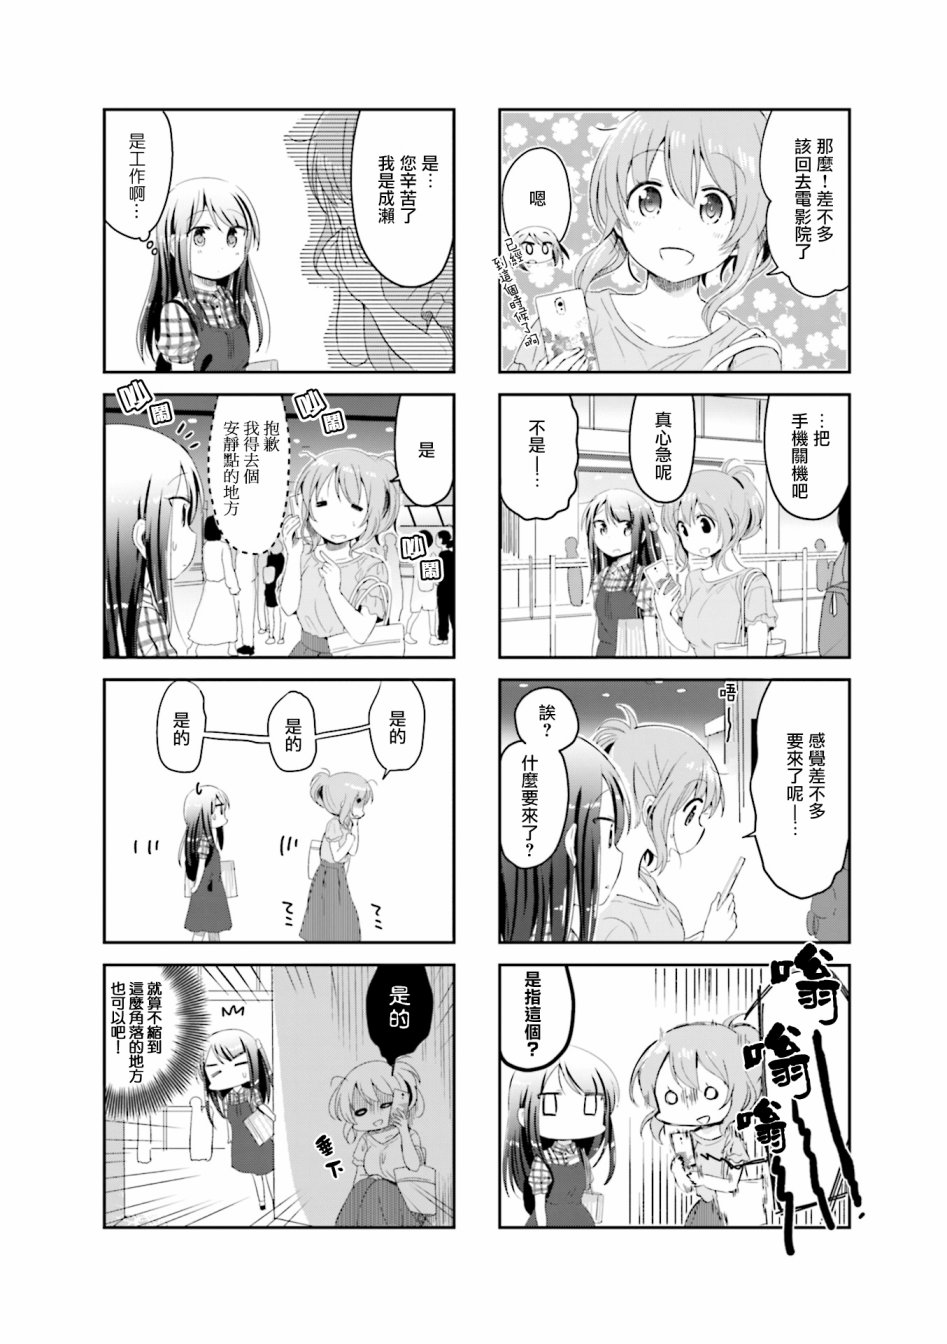 那麼！差不多
該回去電影院了
嗯
已經
到這個時候了啊
…把
手機關機吧
真心急呢
不是—…
感覺差不多
要來了呢—…
唔—
誒？
什麼要來了？
嗡
嗡
嗡
是指這個？
是…
您辛苦了
我是成瀨
是工作啊…
是
抱歉
我得去個
安靜點的地方
吵鬧
吵鬧
吵鬧
是的
是的
是的
是的
垂下
就算不縮到
這麼角落的地方
也可以吧！